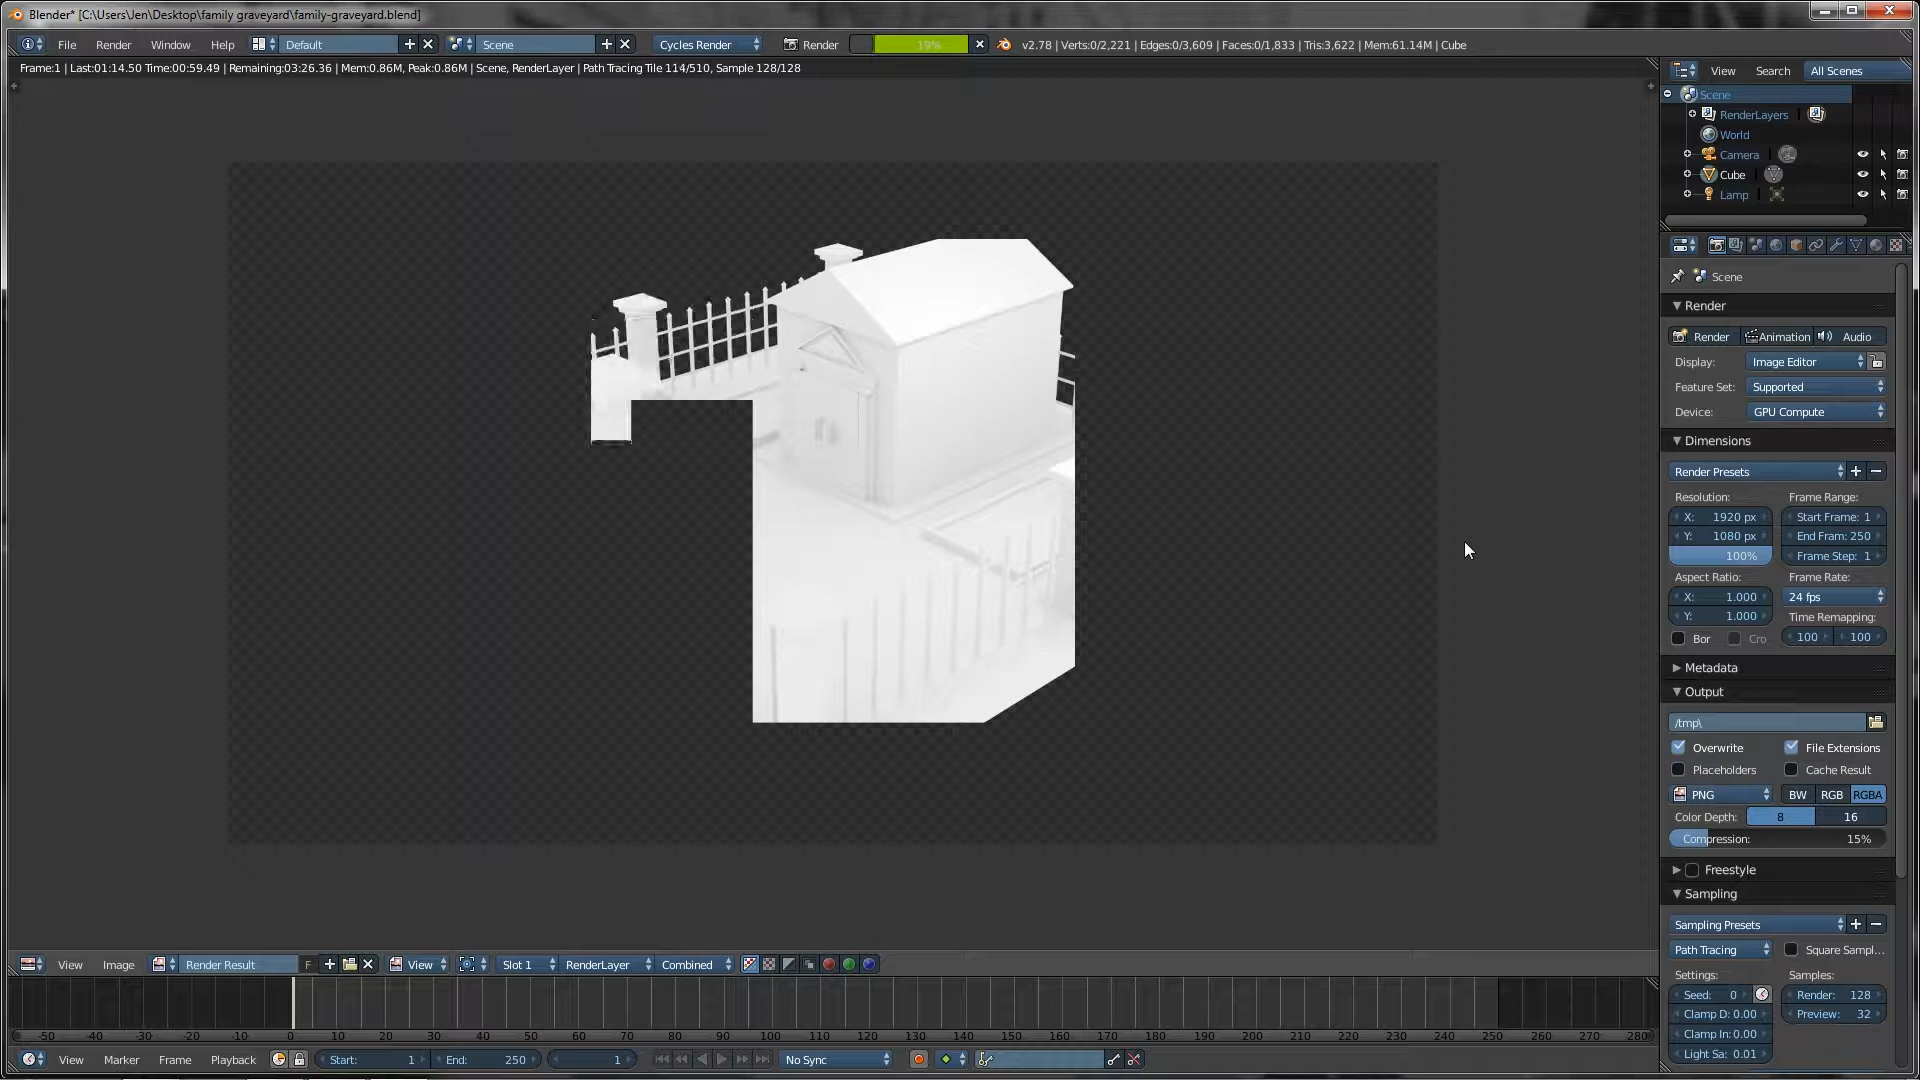 Blender* [C:\Users\Jen\Desktop\family graveyard\family-graveyard.blend]
File Render Window Help Default Scene Cycles Render Render 19% v2.78 | Verts:0/2,221 | Edges:0/3,609 | Faces:0/1,833 | Tris:3,622 | Mem:61.14M | Cube
Frame:1 | Last:01:14.50 Time:00:59.49 | Remaining:03:26.36 | Mem:0.86M, Peak:0.86M | Scene, RenderLayer | Path Tracing Tile 114/510, Sample 128/128
View Search All Scenes
Scene
RenderLayers
World
Camera
Cube
Lamp
Scene
Render
Render Animation Audio
Display: Image Editor
Feature Set: Supported
Device: GPU Compute
Dimensions
Render Presets
Resolution: Frame Range:
X: 1920 px Start Frame: 1
Y: 1080 px End Fram: 250
100% Frame Step: 1
Aspect Ratio: Frame Rate:
X: 1.000 24 fps
Y: 1.000 Time Remapping:
Bor Cro 100 100
Metadata
Output
/tmp\
Overwrite File Extensions
Placeholders Cache Result
PNG BW RGB RGBA
Color Depth: 8 16
Compression: 15%
Freestyle
Sampling
Sampling Presets
Path Tracing Square Sampl...
Settings: Samples:
Seed: 0 Render: 128
Clamp D: 0.00 Preview: 32
Clamp In: 0.00
Light Sa: 0.01
View Image Render Result F View Slot 1 RenderLayer Combined
-50 -40 -30 -20 -10 0 10 20 30 40 50 60 70 80 90 100 110 120 130 140 150 160 170 180 190 200 210 220 230 240 250 260 270 280
View Marker Frame Playback Start: 1 End: 250 1 No Sync